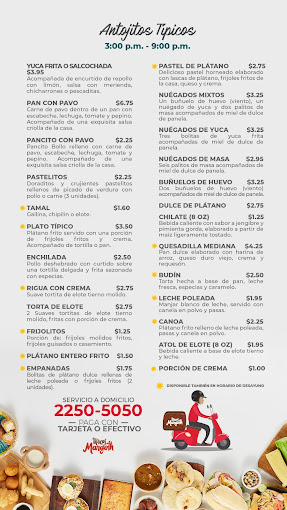 Antojitos Típicos
3:00 p.m. - 9:00 p.m.
YUCA FRITA O SALCOCHADA
$3.95
Acompañada de encurtido de repollo
con limón, salsa con merienda,
chicharrones o pescaditas.
PAN CON PAVO $6.75
Carne de pavo dentro de un pan con
escabeche, lechuga, tomate y pepino.
Acompañado de una exquisita salsa
criolla de la casa.
PANCITO CON PAVO $2.25
Pancito Bollo relleno con carne de
pavo, escabeche, lechuga, tomate y
pepino. Acompañado de una
exquisita salsa criolla de la casa.
PASTELITOS $2.25
Doraditos y crujientes pastelitos
rellenos de picado de verdura con
pollo o carne (3 unidades).
TAMAL $1.60
Gallina, chipilín o elote.
PLATO TÍPICO $3.50
Plátano frito servido con una porción
de frijoles fritos y crema.
Acompañado de tortilla o pan.
ENCHILADA $2.50
Pollo deshebrado con curtido sobre
una tortilla delgada y frita sazonada
con especias.
RIGUA CON CREMA $2.75
Suave tortita de elote tierno molido.
TORTA DE ELOTE $2.75
2 Suaves tortitas de elote tierno
molido, fritas con porción de crema.
FRIJOLITOS $1.25
Porción de: frijoles molidos fritos,
frijoles guisados o casamiento.
PLÁTANO ENTERO FRITO $1.50
EMPANADAS $1.75
Bolitas de plátano dulce rellenas de
leche poleada o frijoles fritos (2
unidades).
SERVICIO A DOMICILIO
2250-5050
— PAGA CON —
TARJETA O EFECTIVO
Típicos
Margoth
PASTEL DE PLÁTANO $2.75
Delicioso pastel horneado elaborado
con lascas de plátano, frijoles fritos de
la casa, queso y crema.
NUÉGADOS MIXTOS $3.25
Un buñuelo de huevo (viento), un
nuégado de yuca y dos palitos de
masa acompañados de miel de dulce
de panela.
NUÉGADOS DE YUCA $3.25
Tres bolitas de yuca frita
acompañados de miel de dulce de
panela.
NUÉGADOS DE MASA $2.95
Seis palitos de masa acompañados de
miel de dulce de panela.
BUÑUELOS DE HUEVO $3.25
Dos buñuelos de huevo (viento)
acompañados de miel de dulce de panela.
DULCE DE PLÁTANO $2.75
CHILATE (8 OZ) $1.25
Bebida caliente con sabor a jengibre y
pimienta gorda, elaborado a partir de
maíz ligeramente tostado.
QUESADILLA MEDIANA $4.25
Pan dulce elaborado con harina de
arroz, queso duro viejo, crema y
requesón.
BUDÍN $2.50
Torta hecha a base de pan, leche
fresca, especias y caramelo.
LECHE POLEADA $1.95
Manjar blanco de leche, servido con
canela en polvo y pasas.
CANOA $2.25
Plátano frito relleno de leche poleada,
pasas y canela en polvo.
ATOL DE ELOTE (8 OZ) $1.95
Bebida caliente a base de elote tierno
y leche.
PORCIÓN DE CREMA $1.00
DISPONIBLE TAMBIÉN EN HORARIO DE DESAYUNO